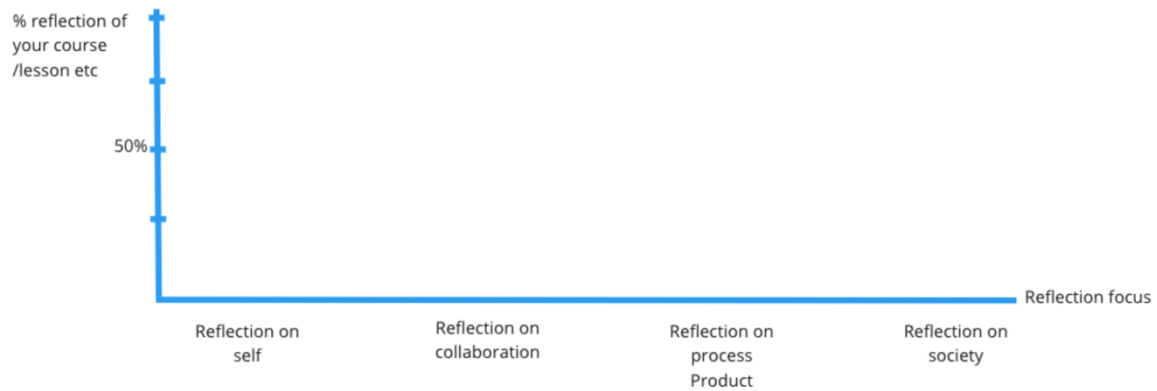 % reflection of
your course
/lesson etc
50%
Reflection focus
Reflection on
self
Reflection on
collaboration
Reflection on
process
Product
Reflection on
society